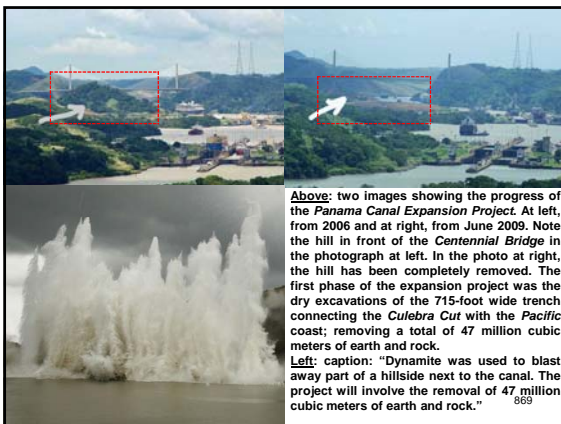 Above: two images showing the progress of
the Panama Canal Expansion Project. At left,
from 2006 and at right, from June 2009. Note
the hill in front of the Centennial Bridge in
the photograph at left. In the photo at right,
the hill has been completely removed. The
first phase of the expansion project was the
dry excavations of the 715-foot wide trench
connecting the Culebra Cut with the Pacific
coast; removing a total of 47 million cubic
meters of earth and rock.
Left: caption: “Dynamite was used to blast
away part of a hillside next to the canal. The
project will involve the removal of 47 million
cubic meters of earth and rock.”
869